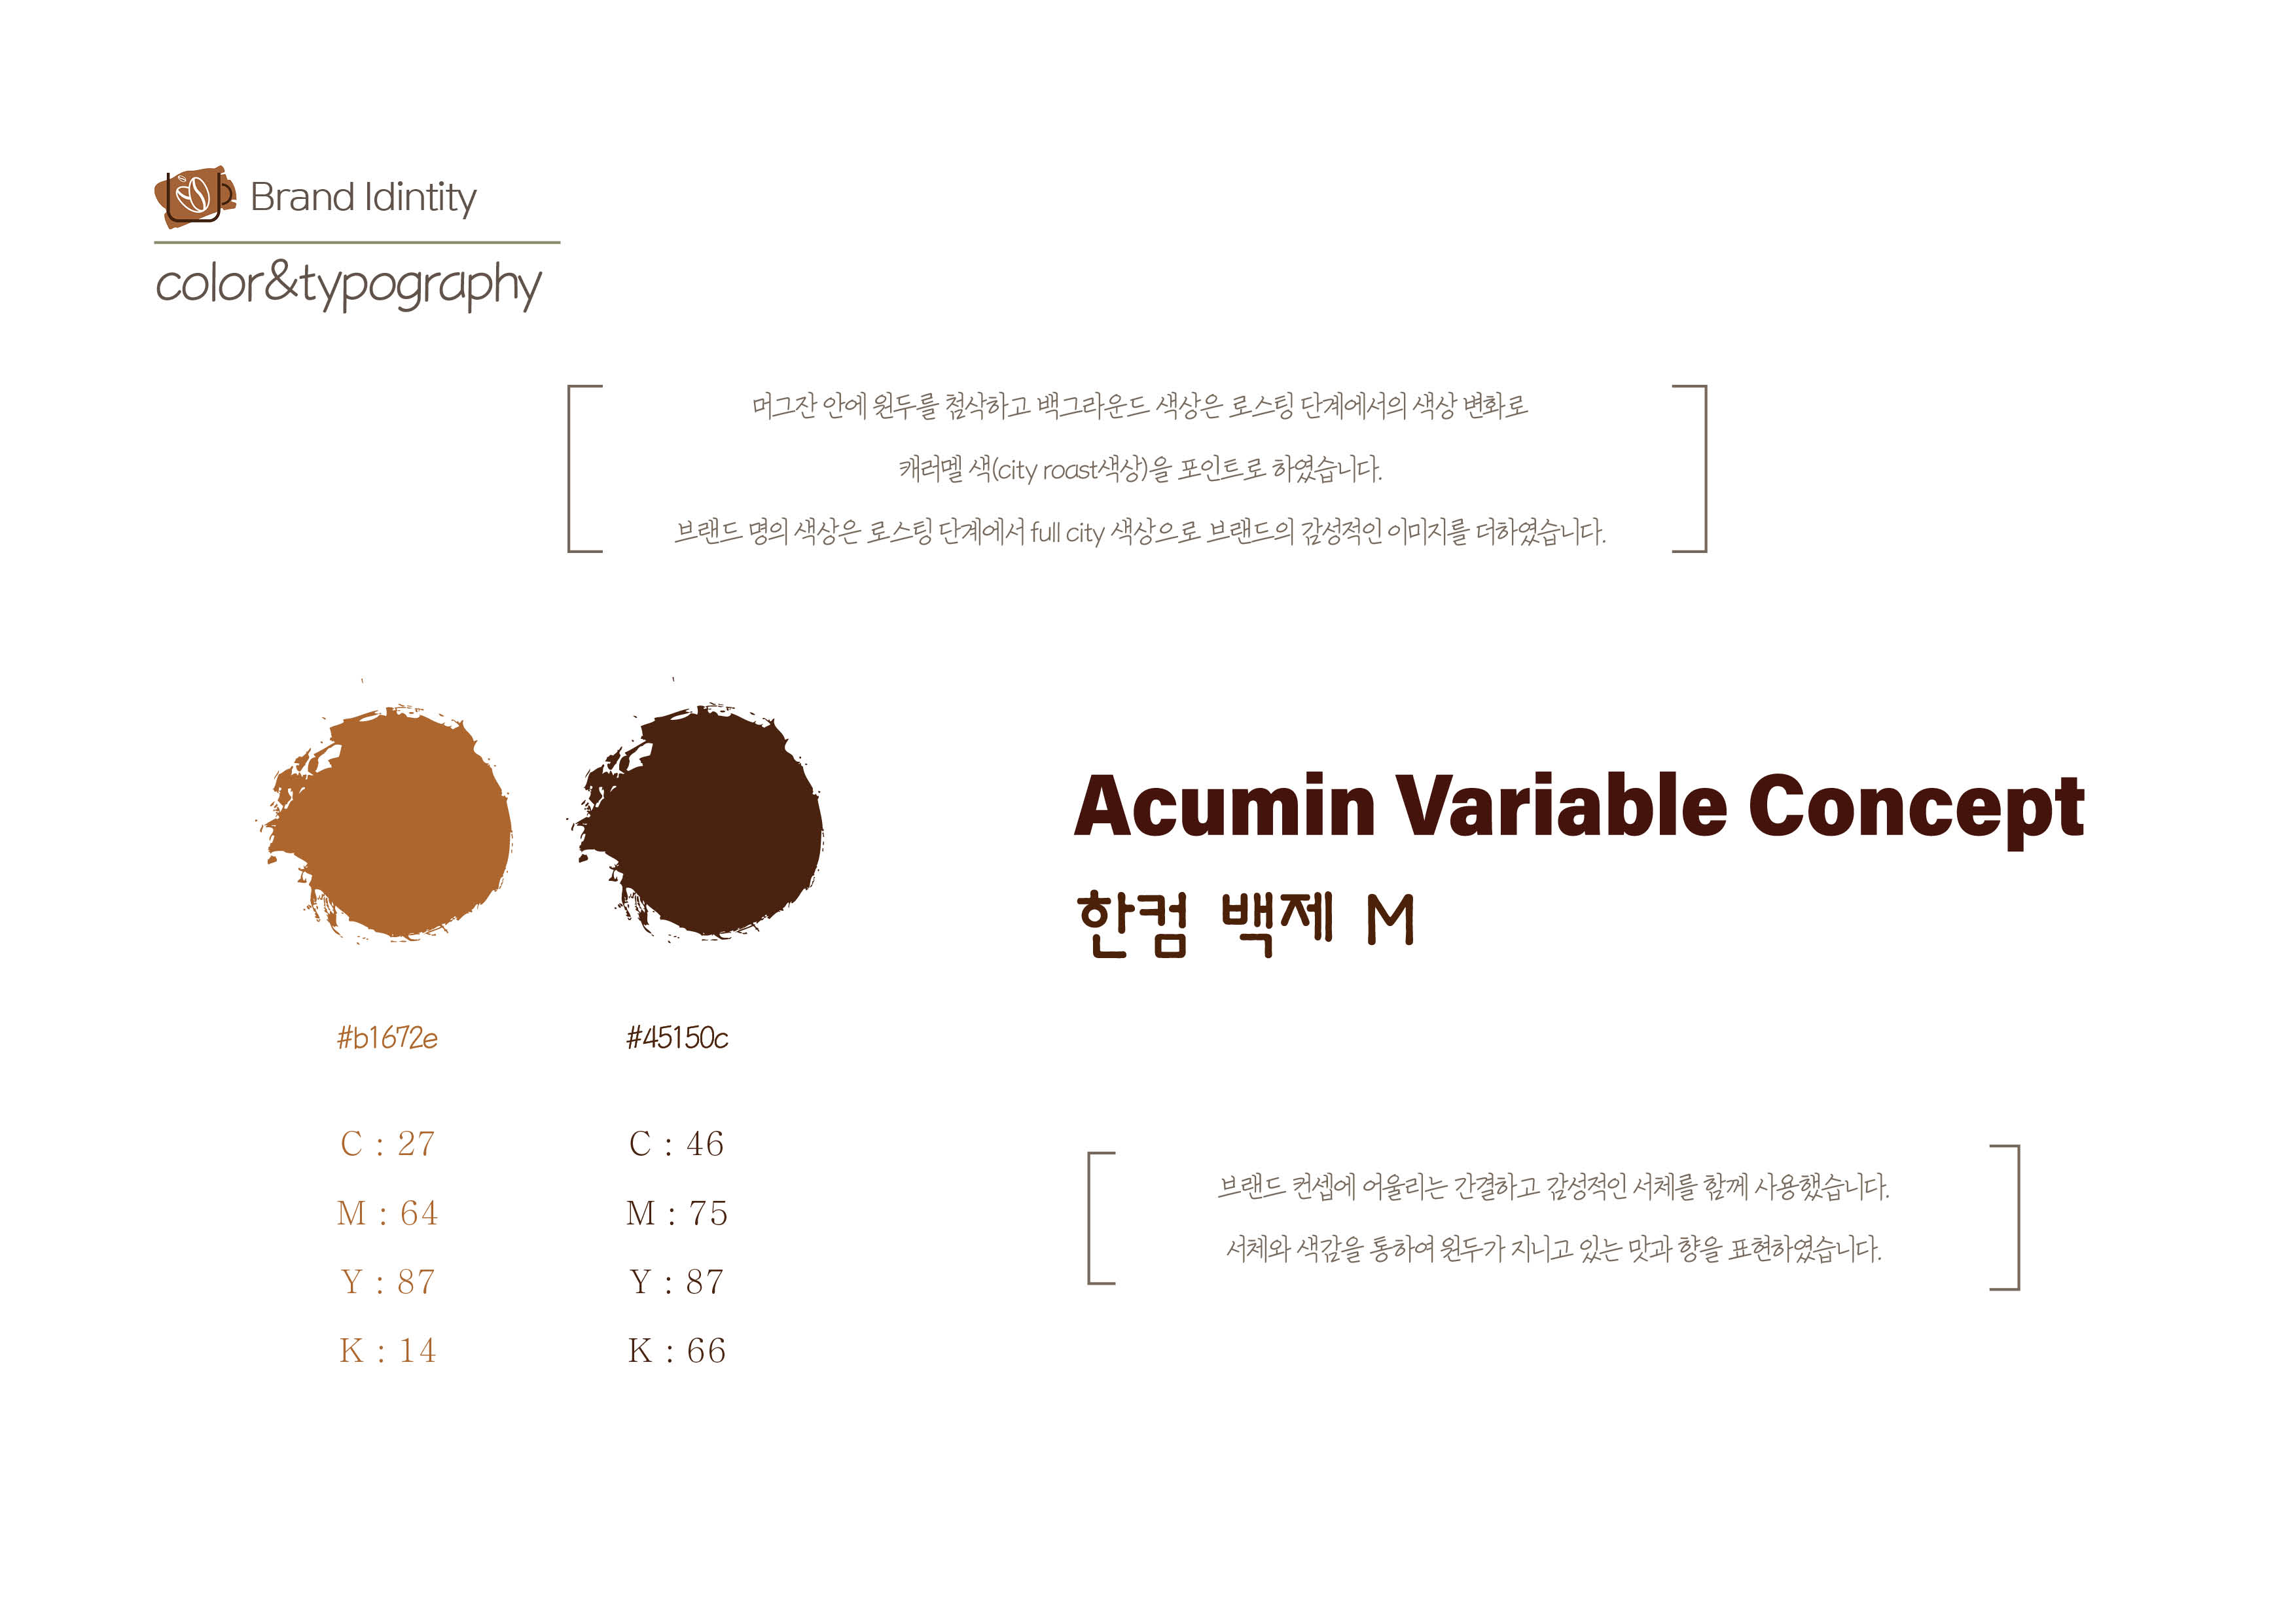 Brand Idintity
color&typography
머그잔 안에 원두를 첨삭하고 백그라운드 색상은 로스팅 단계에서의 색상 변화로
캐러멜 색(city roast색상)을 포인트로 하였습니다.
브랜드 명의 색상은 로스팅 단계에서 full city 색상으로 브랜드의 감성적인 이미지를 더하였습니다.
Acumin Variable Concept
한컴 백제 M
#b1672e
#45150c
C : 27
M : 64
Y : 87
K : 14
C : 46
M : 75
Y : 87
K : 66
브랜드 컨셉에 어울리는 간결하고 감성적인 서체를 함께 사용했습니다.
서체와 색감을 통하여 원두가 지니고 있는 맛과 향을 표현하였습니다.